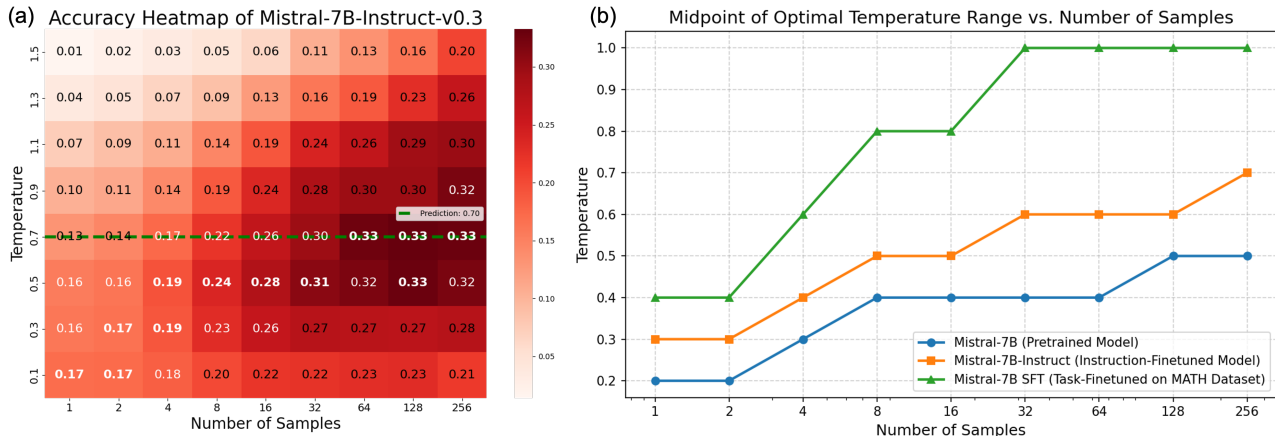 (a)
Accuracy Heatmap of Mistral-7B-Instruct-v0.3
Temperature
1.5 0.01 0.02 0.03 0.05 0.06 0.11 0.13 0.16 0.20
1.3 0.04 0.05 0.07 0.09 0.13 0.16 0.19 0.23 0.26
1.1 0.07 0.09 0.11 0.14 0.19 0.24 0.26 0.29 0.30
0.9 0.10 0.11 0.14 0.19 0.24 0.28 0.30 0.30 0.32
Prediction: 0.70
0.7 0.13 0.14 0.17 0.22 0.26 0.30 0.33 0.33 0.33
0.5 0.16 0.16 0.19 0.24 0.28 0.31 0.32 0.33 0.32
0.3 0.16 0.17 0.19 0.23 0.26 0.27 0.27 0.27 0.28
0.1 0.17 0.17 0.18 0.20 0.22 0.22 0.23 0.23 0.21
1 2 4 8 16 32 64 128 256
Number of Samples
0.30
0.25
0.20
0.15
0.10
0.05
(b)
Midpoint of Optimal Temperature Range vs. Number of Samples
Temperature
1.0
0.9
0.8
0.7
0.6
0.5
0.4
0.3
0.2
Mistral-7B (Pretrained Model)
Mistral-7B-Instruct (Instruction-Finetuned Model)
Mistral-7B SFT (Task-Finetuned on MATH Dataset)
1 2 4 8 16 32 64 128 256
Number of Samples